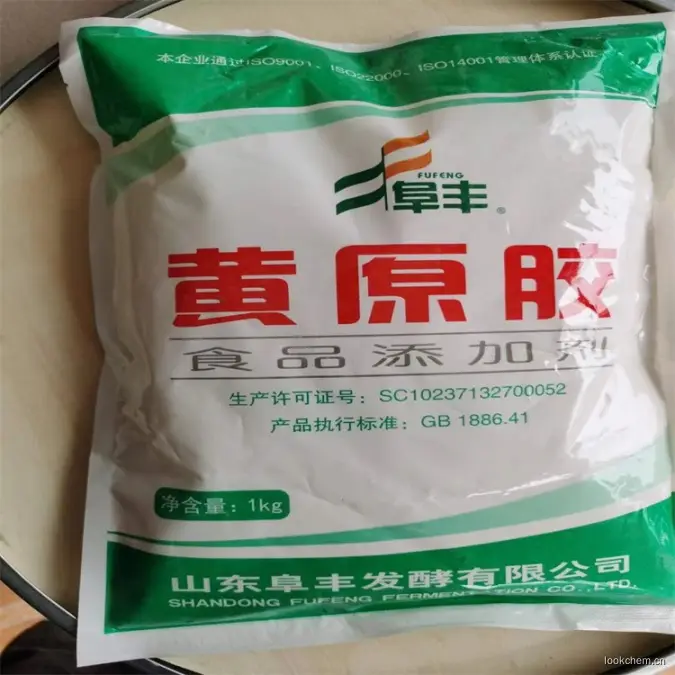 本企业通过ISO9001、ISO22000、ISO14001管理体系认证
FUFENG
阜丰®
黄原胶
食品添加剂
生产许可证号：SC10237132700052
产品执行标准：GB 1886.41
净含量：1kg
山东阜丰发酵有限公司
SHANDONG FUFENG FERMENTATION CO.,LTD.
lookchem.cn